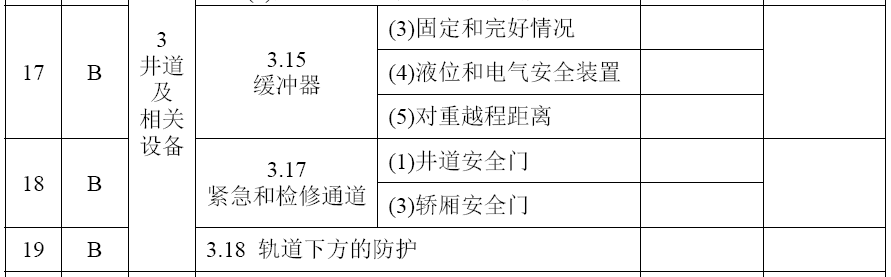 17
B
3
井道
及
相关
设备
3.15
缓冲器
(3)固定和完好情况
(4)液位和电气安全装置
(5)对重越程距离
18
B
3.17
紧急和检修通道
(1)井道安全门
(3)轿厢安全门
19
B
3.18 轨道下方的防护